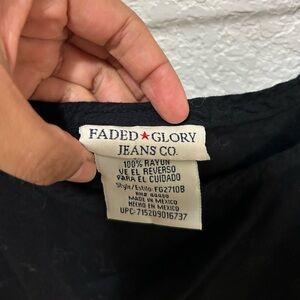 FADED★GLORY
JEANS CO.
100% RAYON
VE EL REVERSO
PARA EL CUIDADO
Style/Estilo: FG2710B
MADE IN MEXICO
HECHO EN MEXICO
UPC-715209016737